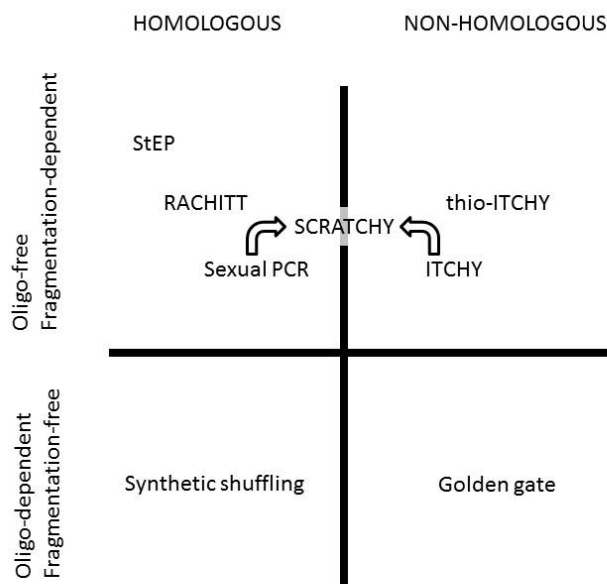 HOMOLOGOUS NON-HOMOLOGOUS
Oligo-free
Fragmentation-dependent
StEP
RACHITT thio-ITCHY
SCRATCHY
Sexual PCR ITCHY
Oligo-dependent
Fragmentation-free
Synthetic shuffling Golden gate